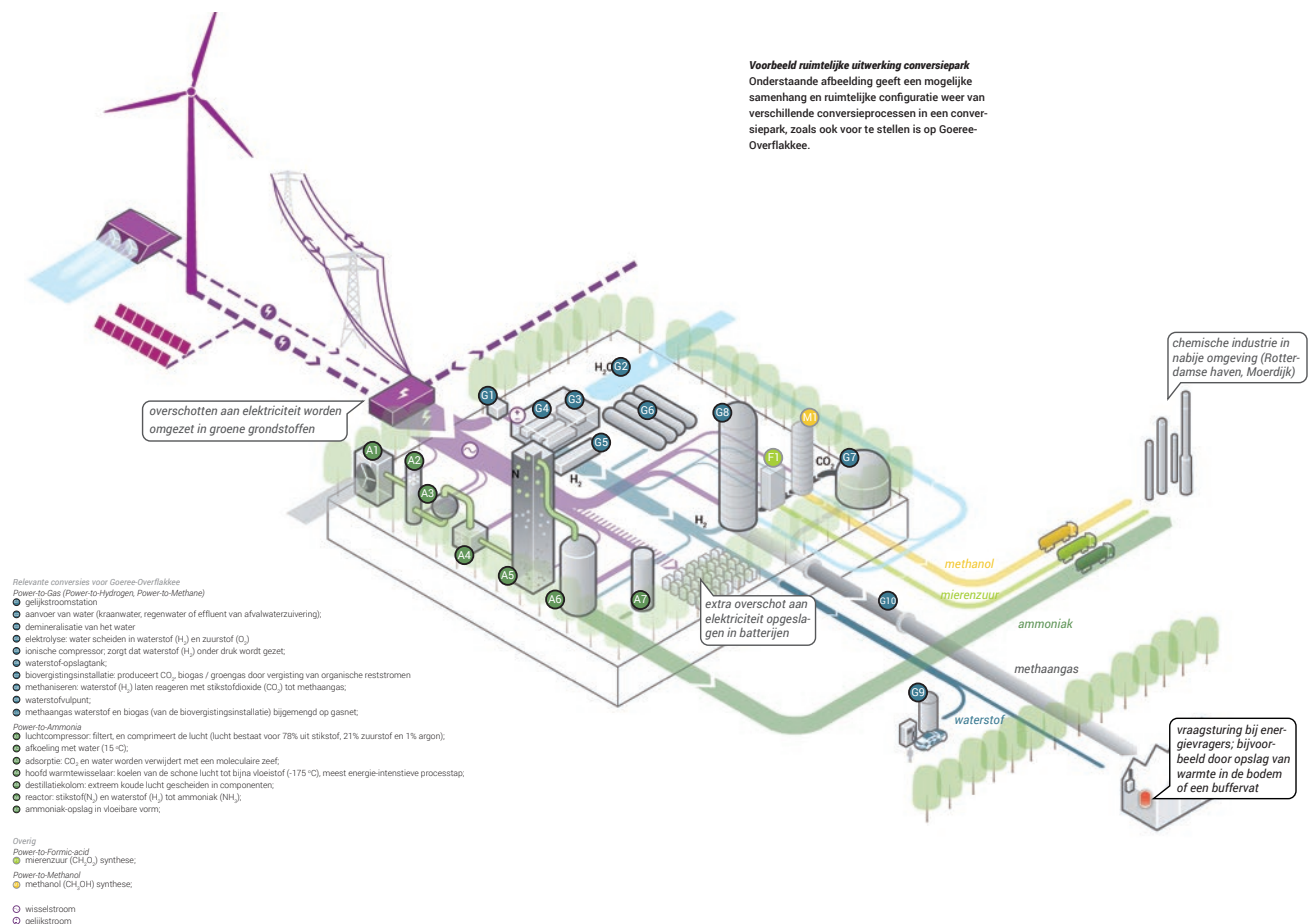 Voorbeeld ruimtelijke uitwerking conversiepark
Onderstaande afbeelding geeft een mogelijke
samenhang en ruimtelijke configuratie weer van
verschillende conversieprocessen in een conver-
siepark, zoals ook voor te stellen is op Goeree-
Overflakkee.
chemische industrie in
nabije omgeving (Rotter-
damse haven, Moerdijk)
overschotten aan elektriciteit worden
omgezet in groene grondstoffen
H₂O
G2
G1
G3
G4
G6
G5
G8
M1
F1
CO₂
G7
A1
A2
A3
A4
A5
A6
A7
N
H₂
H₂
extra overschot aan
elektriciteit opgesla-
gen in batterijen
methanol
mierenzuur
ammoniak
G10
methaangas
G9
waterstof
vraagsturing bij ener-
gievragers; bijvoor-
beeld door opslag van
warmte in de bodem
of een buffervat
Relevante conversies voor Goeree-Overflakkee
Power-to-Gas (Power-to-Hydrogen, Power-to-Methane)
gelijkstroomstation
aanvoer van water (kraanwater, regenwater of effluent van afvalwaterzuivering);
demineralisatie van het water
elektrolyse: water scheiden in waterstof (H₂) en zuurstof (O₂)
ionische compressor; zorgt dat waterstof (H₂) onder druk wordt gezet;
waterstof-opslagtank;
biovergistingsinstallatie: produceert CO₂, biogas / groengas door vergisting van organische reststromen
methaniseren: waterstof (H₂) laten reageren met stikstofdioxide (CO₂) tot methaangas;
waterstofvulpunt;
methaangas waterstof en biogas (van de biovergistingsinstallatie) bijgemengd op gasnet;
Power-to-Ammonia
luchtcompressor: filtert, en comprimeert de lucht (lucht bestaat voor 78% uit stikstof, 21% zuurstof en 1% argon);
afkoeling met water (15 °C);
adsorptie: CO₂ en water worden verwijdert met een moleculaire zeef;
hoofd warmtewisselaar: koelen van de schone lucht tot bijna vloeistof (-175 °C), meest energie-intenstieve processtap;
destillatiekolom: extreem koude lucht gescheiden in componenten;
reactor: stikstof(N₂) en waterstof (H₂) tot ammoniak (NH₃);
ammoniak-opslag in vloeibare vorm;
Overig
Power-to-Formic-acid
mierenzuur (CH₂O₂) synthese;
Power-to-Methanol
methanol (CH₃OH) synthese;
wisselstroom
gelijkstroom